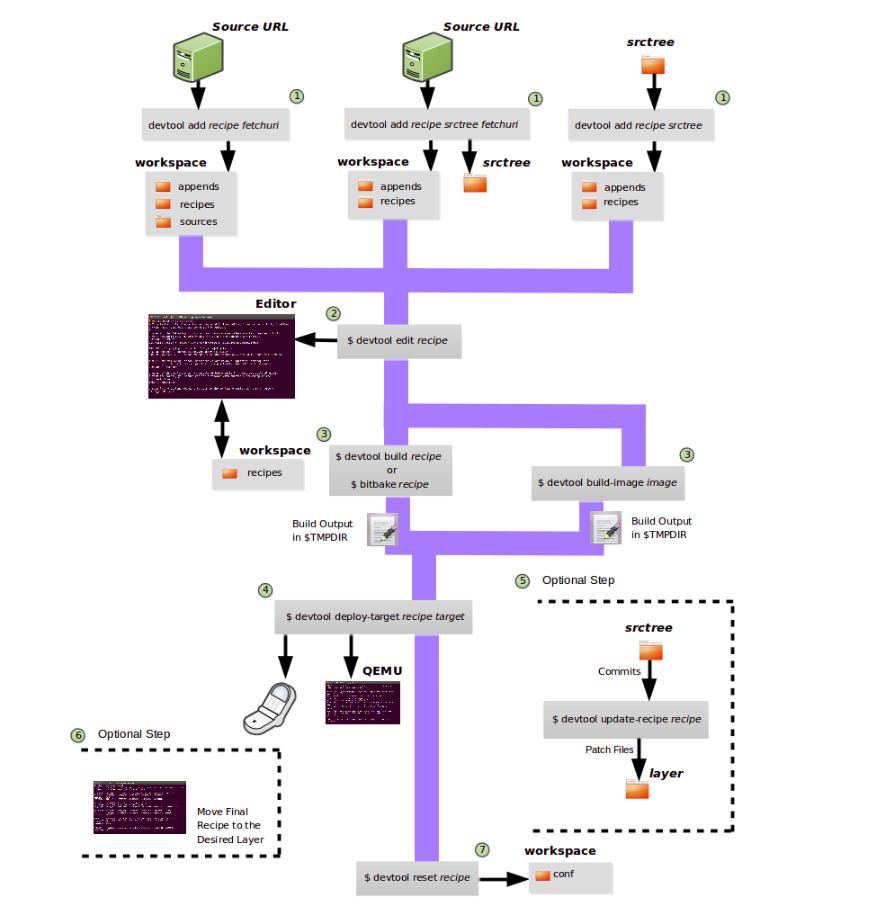 Source URL
Source URL
srctree
1
1
1
devtool add recipe fetchuri
devtool add recipe srctree fetchuri
devtool add recipe srctree
workspace
appends
recipes
sources
workspace
appends
recipes
srctree
workspace
appends
recipes
Editor
2
$ devtool edit recipe
workspace
recipes
3
$ devtool build recipe
or
$ bitbake recipe
3
$ devtool build-image image
Build Output
in $TMPDIR
Build Output
in $TMPDIR
4
$ devtool deploy-target recipe target
QEMU
5
Optional Step
srctree
Commits
$ devtool update-recipe recipe
Patch Files
layer
6
Optional Step
Move Final
Recipe to the
Desired Layer
7
$ devtool reset recipe
workspace
conf